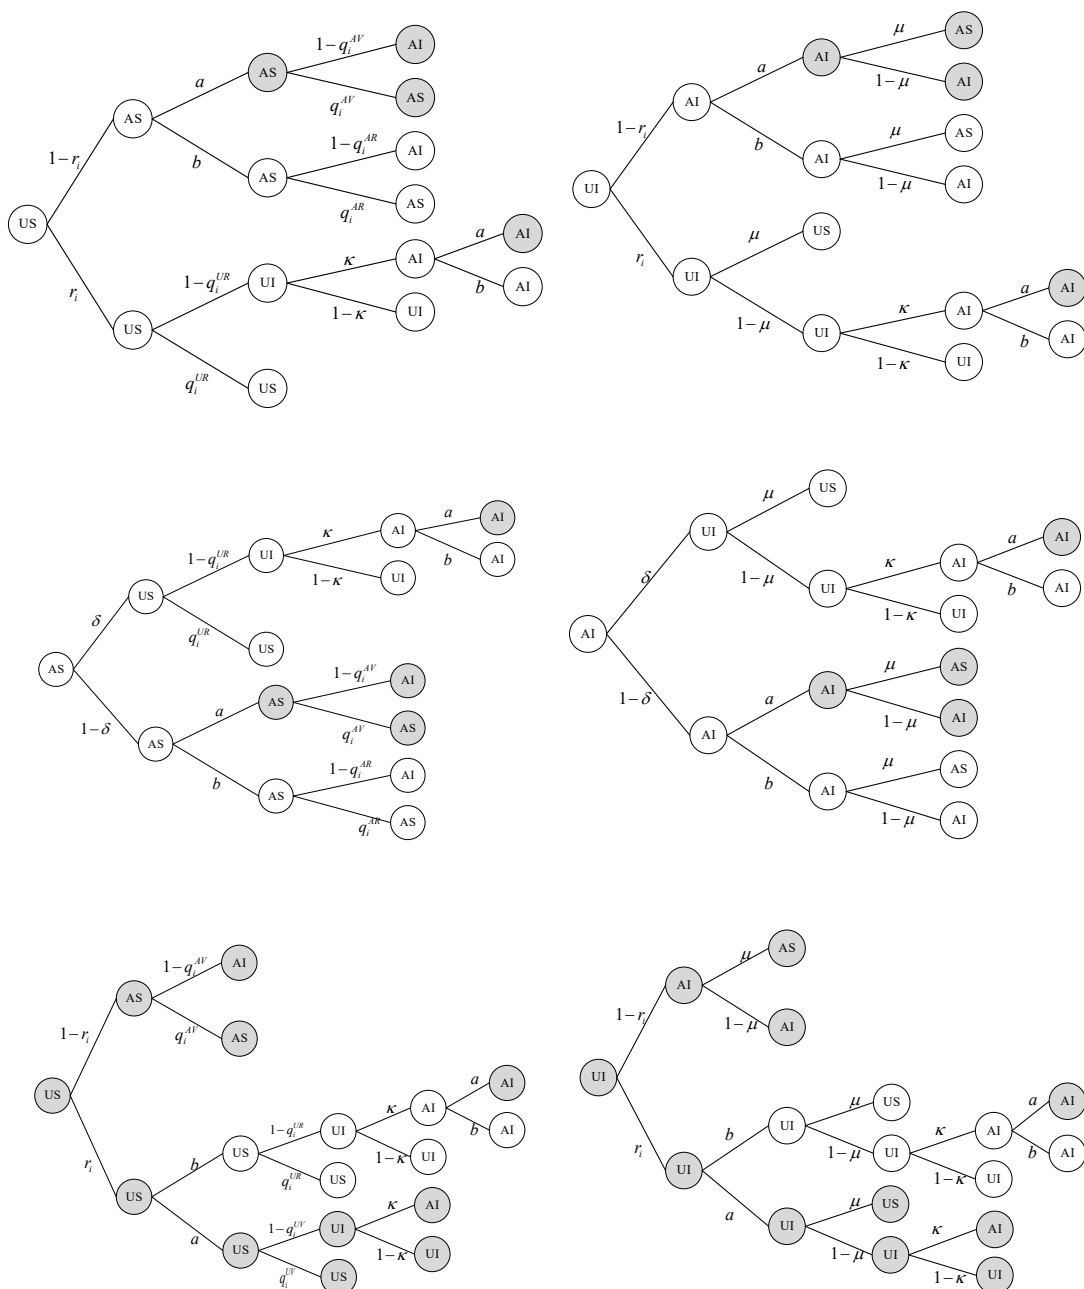 1-q_i^{AV} AI
a AS
q_i^{AV} AS
AS
1-r_i
b AS
1-q_i^{AR} AI
q_i^{AR} AS
US
r_i
US
1-q_i^{UR} UI
κ AI
a AI
b AI
1-κ UI
q_i^{UR} US
μ AS
a AI
1-μ AI
AI
1-r_i
b AI
μ AS
1-μ AI
UI
r_i
UI
μ US
1-μ UI
κ AI
a AI
b AI
1-κ UI
κ AI
a AI
b AI
1-q_i^{UR} UI
1-κ UI
US
q_i^{UR} US
δ
AS
1-δ
AS
a AS
1-q_i^{AV} AI
q_i^{AV} AS
b AS
1-q_i^{AR} AI
q_i^{AR} AS
μ US
UI
1-μ UI
κ AI
a AI
b AI
1-κ UI
δ
AI
1-δ
AI
a AI
μ AS
1-μ AI
b AI
μ AS
1-μ AI
1-q_i^{AV} AI
AS
q_i^{AV} AS
1-r_i
US
r_i
US
b US
1-q_i^{UR} UI
κ AI
a AI
b AI
1-κ UI
q_i^{UR} US
a US
1-q_i^{UV} UI
κ AI
1-κ UI
q_i^{UV} US
μ AS
AI
1-μ AI
1-r_i
UI
r_i
UI
b UI
μ US
1-μ UI
κ AI
a AI
b AI
1-κ UI
a UI
μ US
1-μ UI
κ AI
1-κ UI